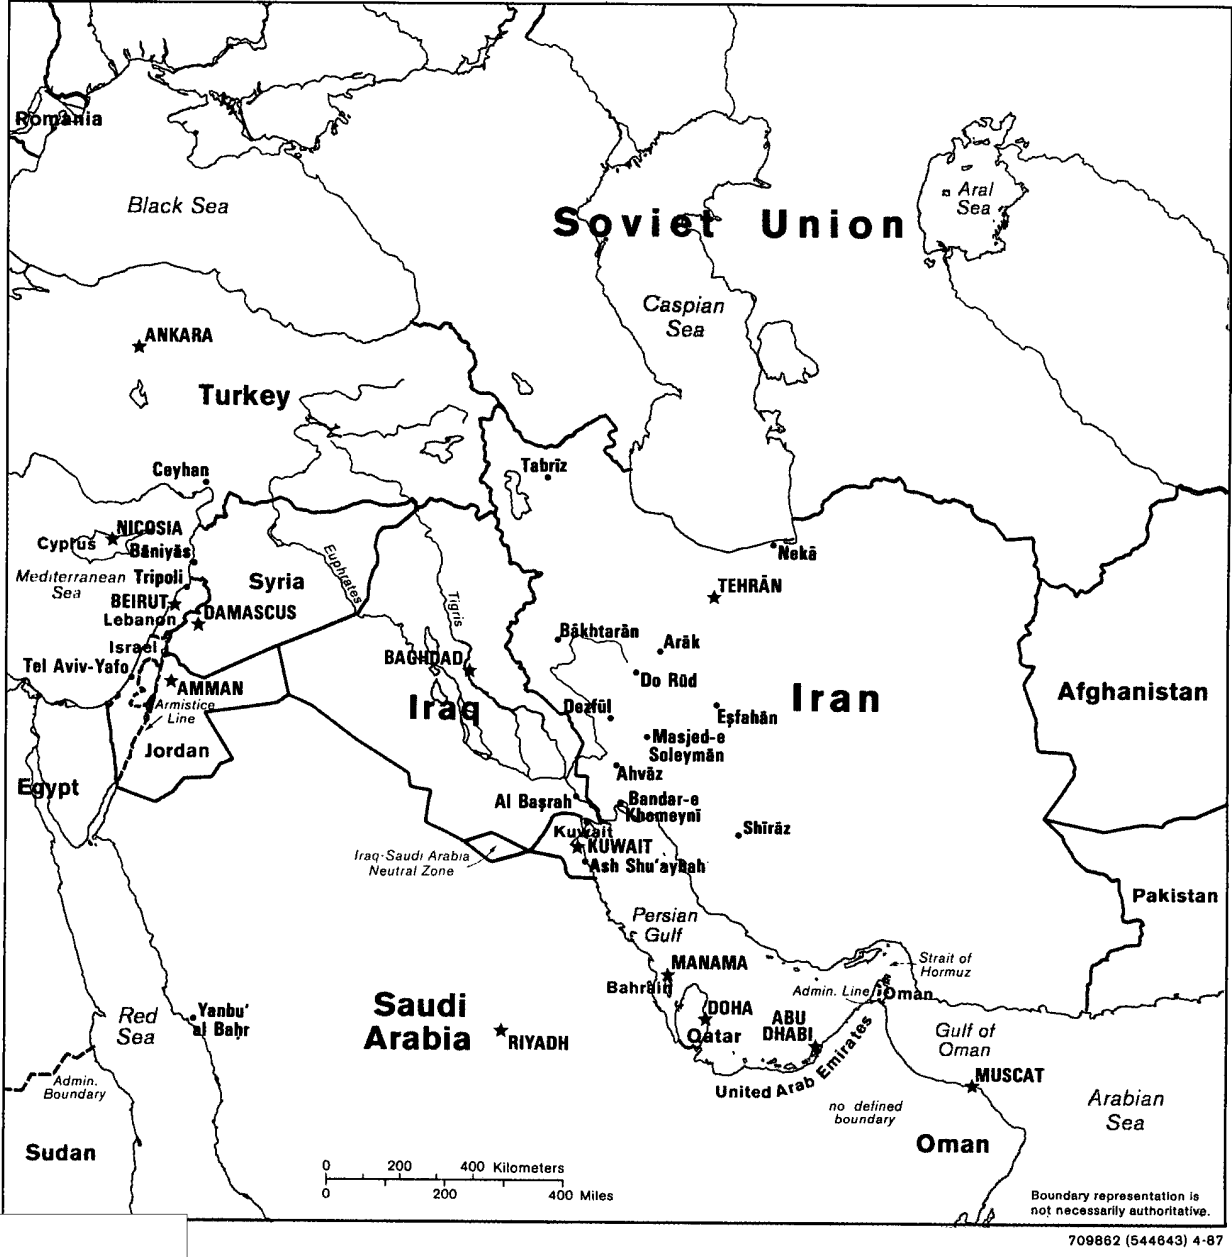 Romania
Black Sea
Soviet Union
Aral
Sea
Caspian
Sea
ANKARA
Turkey
Ceyhan
Tabrīz
NICOSIA
Cyprus
Bāniyās
Mediterranean
Sea
Tripoli
BEIRUT
Lebanon
Syria
DAMASCUS
Euphrates
Tigris
Nekā
TEHRĀN
Israel
Tel Aviv-Yafo
AMMAN
Armistice
Line
Jordan
Egypt
BAGHDAD
Iraq
Bākhtarān
Arāk
Do Rūd
Dezfūl
Eşfahān
Masjed-e
Soleymān
Ahvāz
Iran
Afghanistan
Al Başrah
Bandar-e
Khomeynī
Shīrāz
Kuwait
KUWAIT
Ash Shu'aybah
Iraq-Saudi Arabia
Neutral Zone
Pakistan
Persian
Gulf
Strait of
Hormuz
MANAMA
Bahrain
Admin. Line
Oman
DOHA
Qatar
ABU
DHABI
United Arab Emirates
Saudi
Arabia
RIYADH
Red
Sea
Yanbu'
al Baḩr
Gulf of
Oman
MUSCAT
Admin.
Boundary
no defined
boundary
Arabian
Sea
Sudan
Oman
0 200 400 Kilometers
0 200 400 Miles
Boundary representation is
not necessarily authoritative.
709862 (544643) 4-87